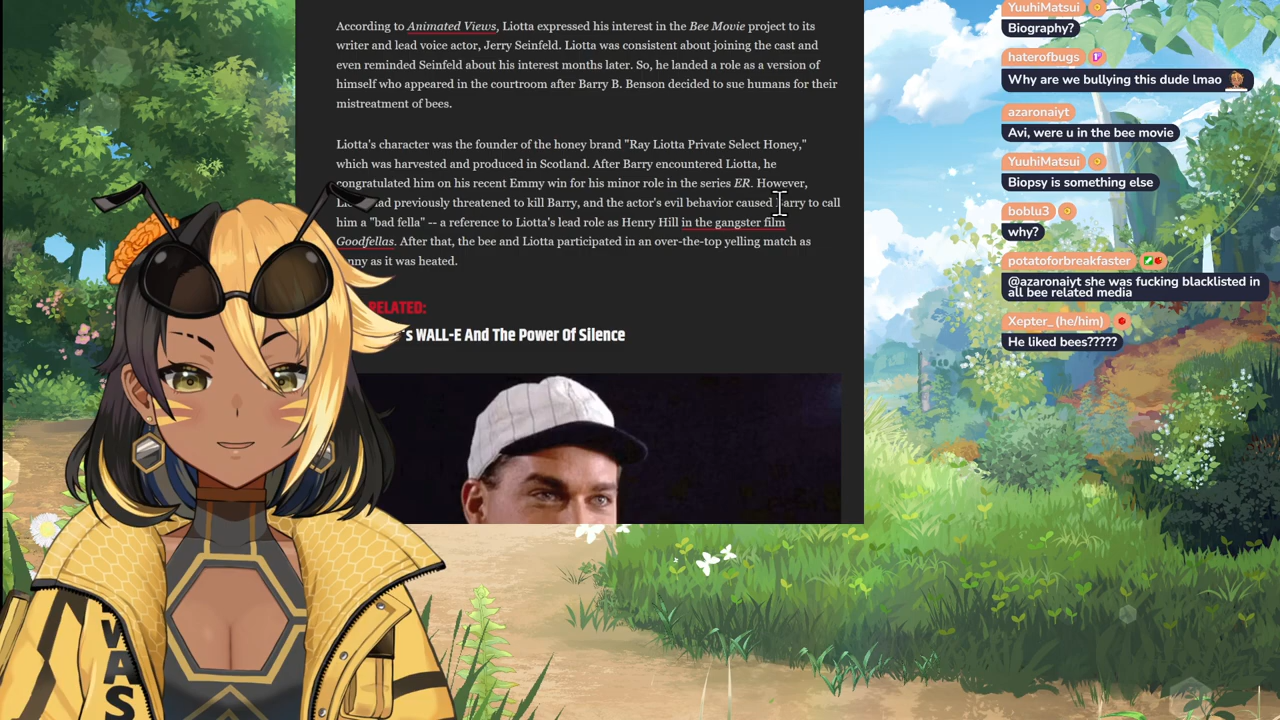 ording to Animated Views, Liotta expressed his interest in the Bee Movie project to its
writer and lead voice actor, Jerry Seinfeld. Liotta was consistent about joining the cast and
led Seinfeld about his interest months later. So, he landed a role as a version of
himself who appeared in the courtroom after Barry B. Benson decided to sue humans for their
mistreatment of bees.
Liotta's character was the founder of the honey brand "Ray Liotta Private Select Honey,"
which was harvested and produced in Scotland. After Barry encountered Liotta, he
congratulated him on his recent Emmy win for his minor role in the series ER. However,
had previously threatened to kill Barry, and the actor's evil behavior caused Barry to call
him a "bad fella" -- a reference to Liotta's lead role as Henry Hill in the gangster film
Goodfellas. After that, the bee and Liotta participated in an over-the-top yelling match as
as it was heated.
RELATED:
's WALL-E And The Power Of Silence
VAS
YuuhiMatsui
Biography?
haterofbugs
Why are we bullying this dude lmao
azaronaiyt
Avi, were u in the bee movie
YuuhiMatsui
Biopsy is something else
boblu3
why?
potatoforbreakfaster
@azaronaiyt she was fucking blacklisted in
all bee related media
Xepter_ (he/him)
He liked bees?????